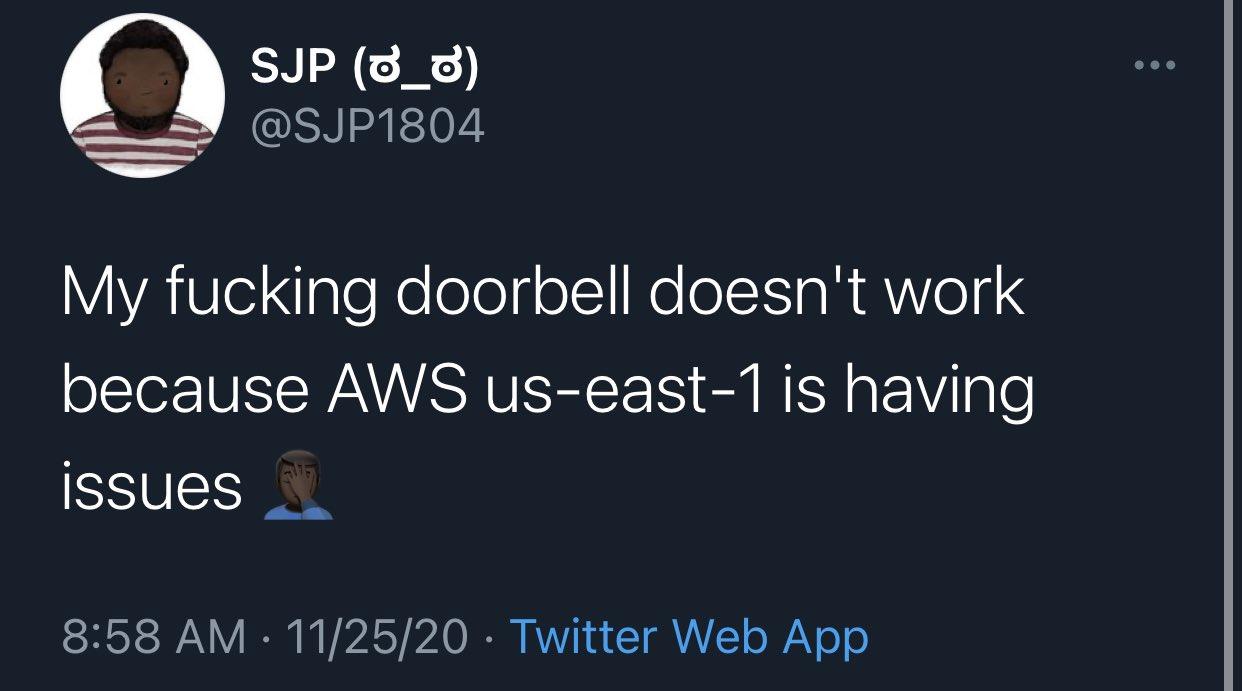 SJP (ಠ_ಠ)
@SJP1804
My fucking doorbell doesn't work
because AWS us-east-1 is having
issues 🤦🏿‍♂️
8:58 AM · 11/25/20 · Twitter Web App